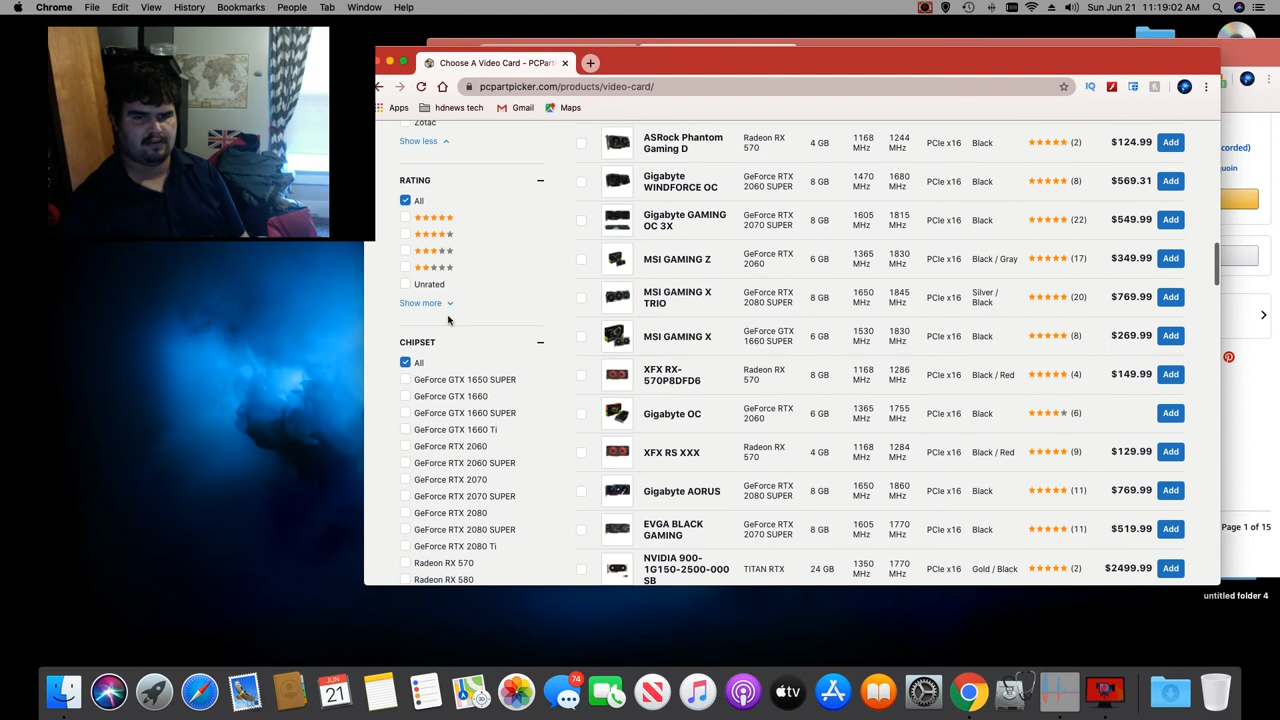 Chrome File Edit View History Bookmarks People Tab Window Help Sun Jun 21 11:19:02 AM
Choose A Video Card - PCPart
pcpartpicker.com/products/video-card/
Apps hdnews tech Gmail Maps
Zotac
Show less
RATING
All
Unrated
Show more
CHIPSET
All
GeForce GTX 1650 SUPER
GeForce GTX 1660
GeForce GTX 1660 SUPER
GeForce GTX 1660 Ti
GeForce RTX 2060
GeForce RTX 2060 SUPER
GeForce RTX 2070
GeForce RTX 2070 SUPER
GeForce RTX 2080
GeForce RTX 2080 SUPER
GeForce RTX 2080 Ti
Radeon RX 570
Radeon RX 580
ASRock Phantom Radeon RX 4 GB 1168 1244 PCIe x16 Black (2) $124.99 Add
Gaming D 570 MHz MHz
Gigabyte GeForce RTX 8 GB 1470 1680 PCIe x16 Black (8) $569.31 Add
WINDFORCE OC 2060 SUPER MHz MHz
Gigabyte GAMING GeForce RTX 8 GB 1605 1815 PCIe x16 Black (22) $549.99 Add
OC 3X 2070 SUPER MHz MHz
MSI GAMING Z GeForce RTX 6 GB 1365 1830 PCIe x16 Black / Gray (17) $349.99 Add
2060 MHz MHz
MSI GAMING X GeForce RTX 8 GB 1650 1845 PCIe x16 Silver / (20) $769.99 Add
TRIO 2080 SUPER MHz MHz Black
MSI GAMING X GeForce GTX 6 GB 1530 1830 PCIe x16 Black (8) $269.99 Add
1660 SUPER MHz MHz
XFX RX- Radeon RX 8 GB 1168 1286 PCIe x16 Black / Red (4) $149.99 Add
570P8DFD6 570 MHz MHz
Gigabyte OC GeForce RTX 6 GB 1365 1755 PCIe x16 Black (6) Add
2060 MHz MHz
XFX RS XXX Radeon RX 4 GB 1168 1284 PCIe x16 Black / Red (9) $129.99 Add
570 MHz MHz
Gigabyte AORUS GeForce RTX 8 GB 1650 1860 PCIe x16 Black (11) $769.99 Add
2080 SUPER MHz MHz
EVGA BLACK GeForce RTX 8 GB 1605 1770 PCIe x16 Black (11) $519.99 Add
GAMING 2070 SUPER MHz MHz
NVIDIA 900- TITAN RTX 24 GB 1350 1770 PCIe x16 Gold / Black (2) $2499.99 Add
1G150-2500-000 MHz MHz
SB
corded)
quoin
Page 1 of 15
untitled folder 4
JUN
21
74
tv